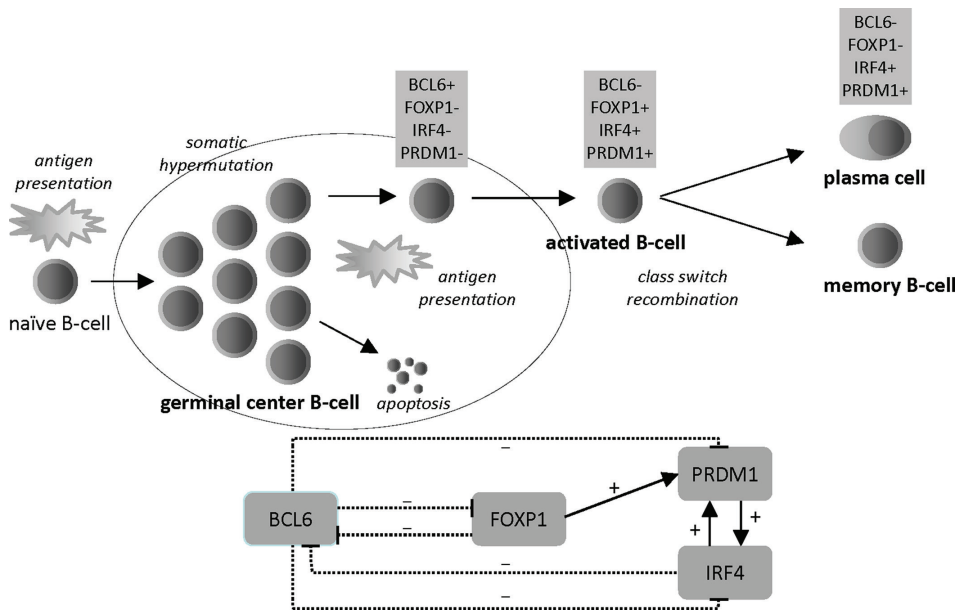 BCL6-
FOXP1-
IRF4+
PRDM1+
BCL6+
FOXP1-
IRF4-
PRDM1-
BCL6-
FOXP1+
IRF4+
PRDM1+
somatic
hypermutation
antigen
presentation
plasma cell
activated B-cell
antigen
presentation
class switch
recombination
memory B-cell
naïve B-cell
germinal center B-cell
apoptosis
–
PRDM1
+
–
BCL6
FOXP1
–
+
+
–
IRF4
–